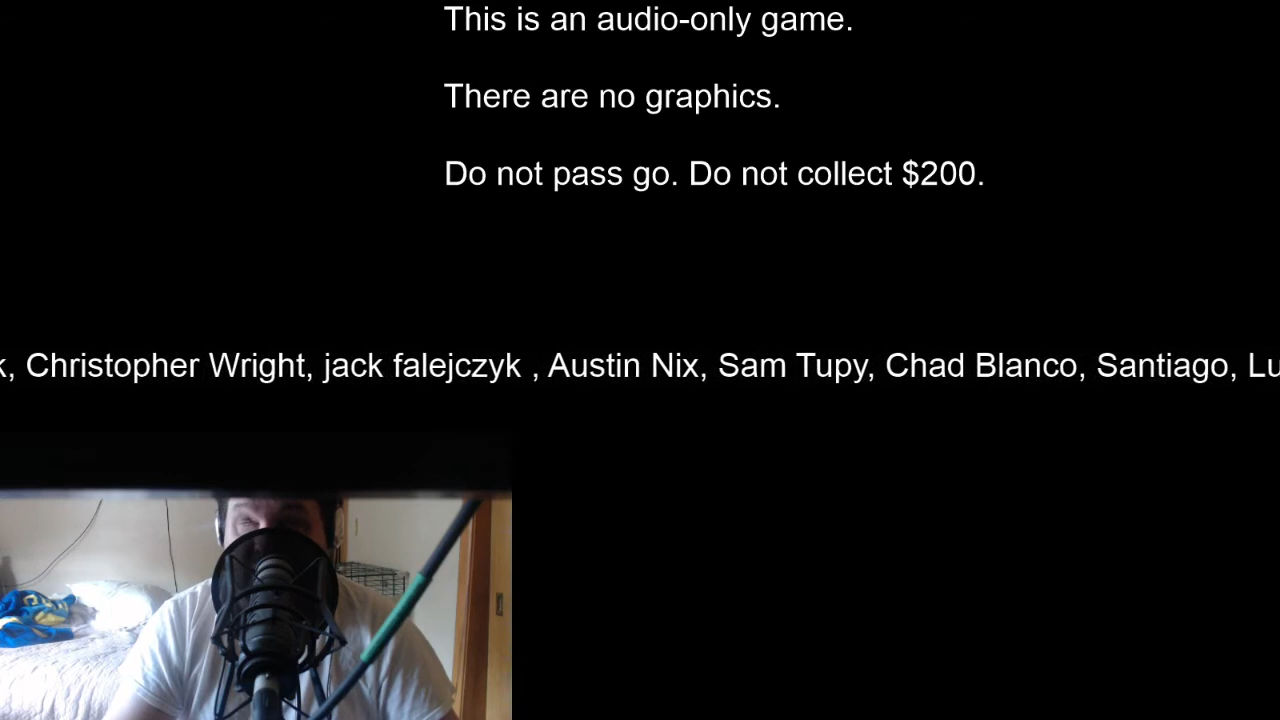 This is an audio-only game.
There are no graphics.
Do not pass go. Do not collect $200.
Christopher Wright, jack falejczyk , Austin Nix, Sam Tupy, Chad Blanco, Santiago,